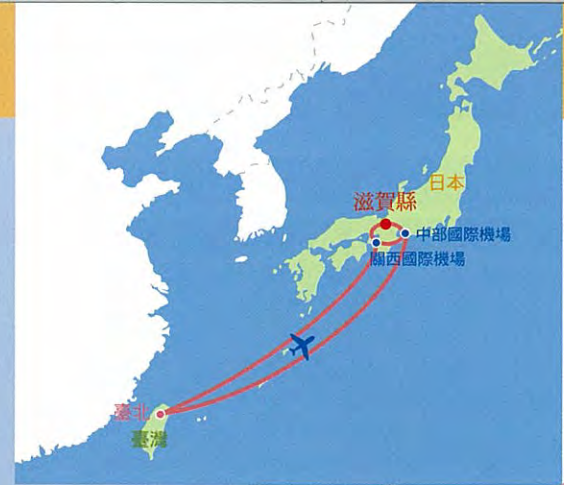 日本
滋賀縣
中部國際機場
關西國際機場
臺北
臺灣